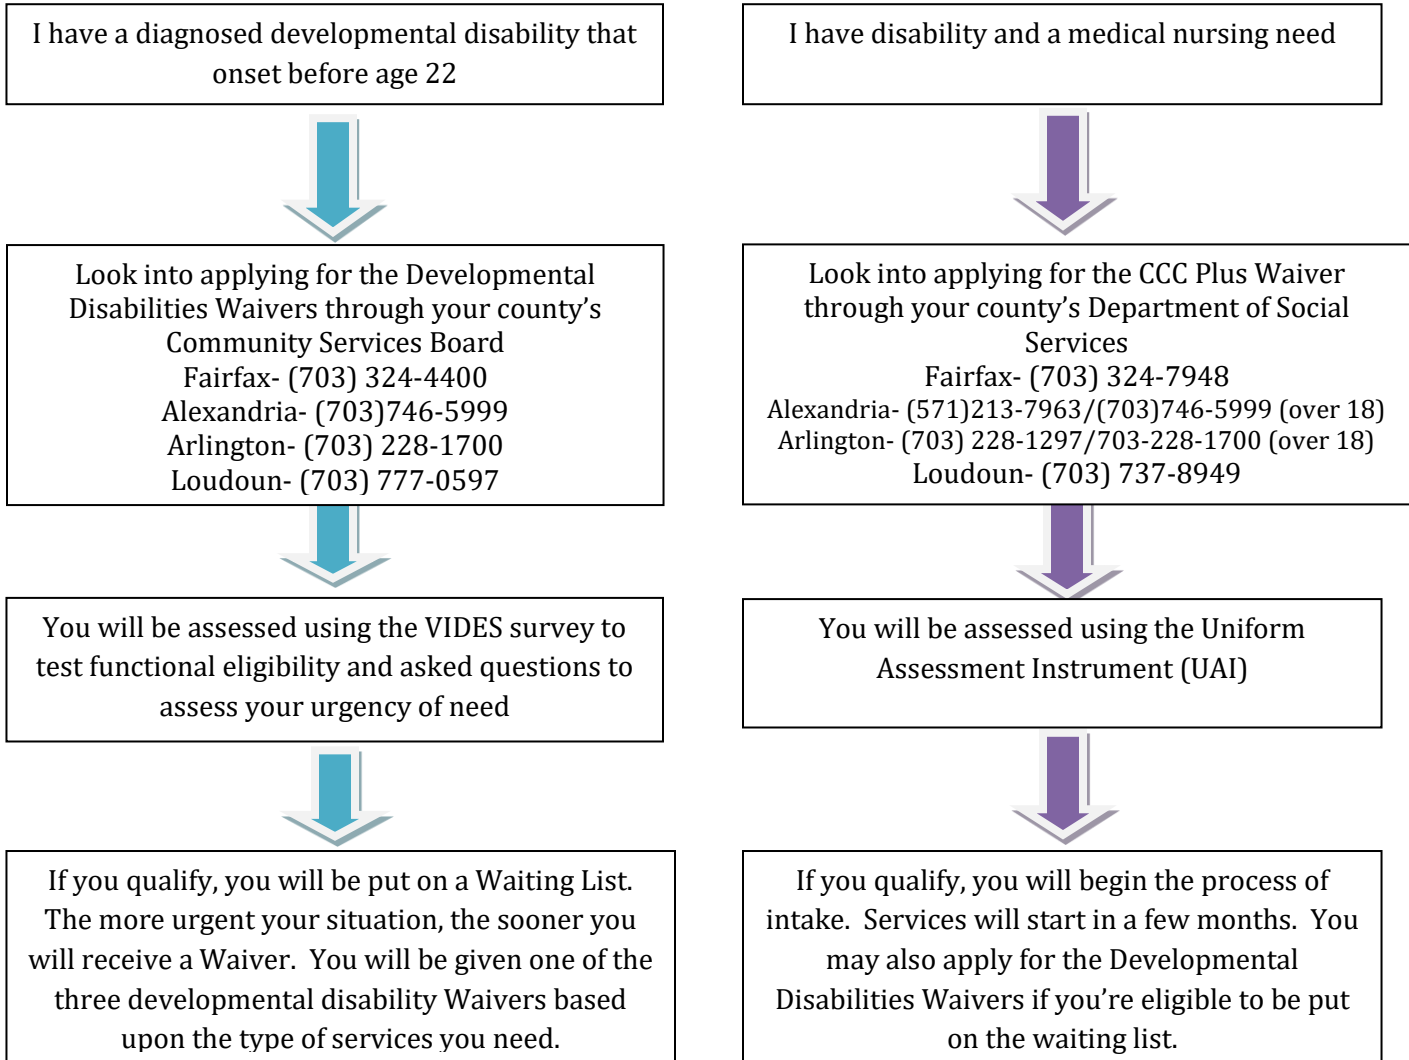 I have a diagnosed developmental disability that
onset before age 22
Look into applying for the Developmental
Disabilities Waivers through your county’s
Community Services Board
Fairfax- (703) 324-4400
Alexandria- (703)746-5999
Arlington- (703) 228-1700
Loudoun- (703) 777-0597
You will be assessed using the VIDES survey to
test functional eligibility and asked questions to
assess your urgency of need
If you qualify, you will be put on a Waiting List.
The more urgent your situation, the sooner you
will receive a Waiver.  You will be given one of the
three developmental disability Waivers based
upon the type of services you need.
I have disability and a medical nursing need
Look into applying for the CCC Plus Waiver
through your county’s Department of Social
Services
Fairfax- (703) 324-7948
Alexandria- (571)213-7963/(703)746-5999 (over 18)
Arlington- (703) 228-1297/703-228-1700 (over 18)
Loudoun- (703) 737-8949
You will be assessed using the Uniform
Assessment Instrument (UAI)
If you qualify, you will begin the process of
intake.  Services will start in a few months.  You
may also apply for the Developmental
Disabilities Waivers if you’re eligible to be put
on the waiting list.